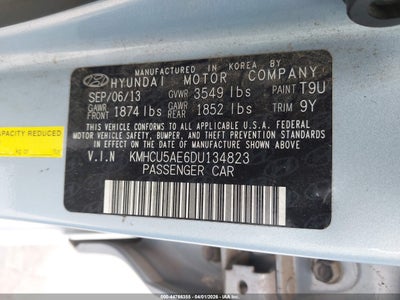 MANUFACTURED IN KOREA BY
HYUNDAI MOTOR COMPANY
SEP/06/13 GVWR 3549 lbs PAINT T9U
GAWR FRONT 1874 lbs GAWR REAR 1852 lbs TRIM 9Y
THIS VEHICLE CONFORMS TO ALL APPLICABLE
FEDERAL MOTOR VEHICLE SAFETY, BUMPER, AND THEFT
PREVENTION STANDARDS IN EFFECT ON THE DATE
OF MANUFACTURE SHOWN ABOVE.
V.I.N KMHCU5AE6DU134823
PASSENGER CAR
CAPACITY REDUCED